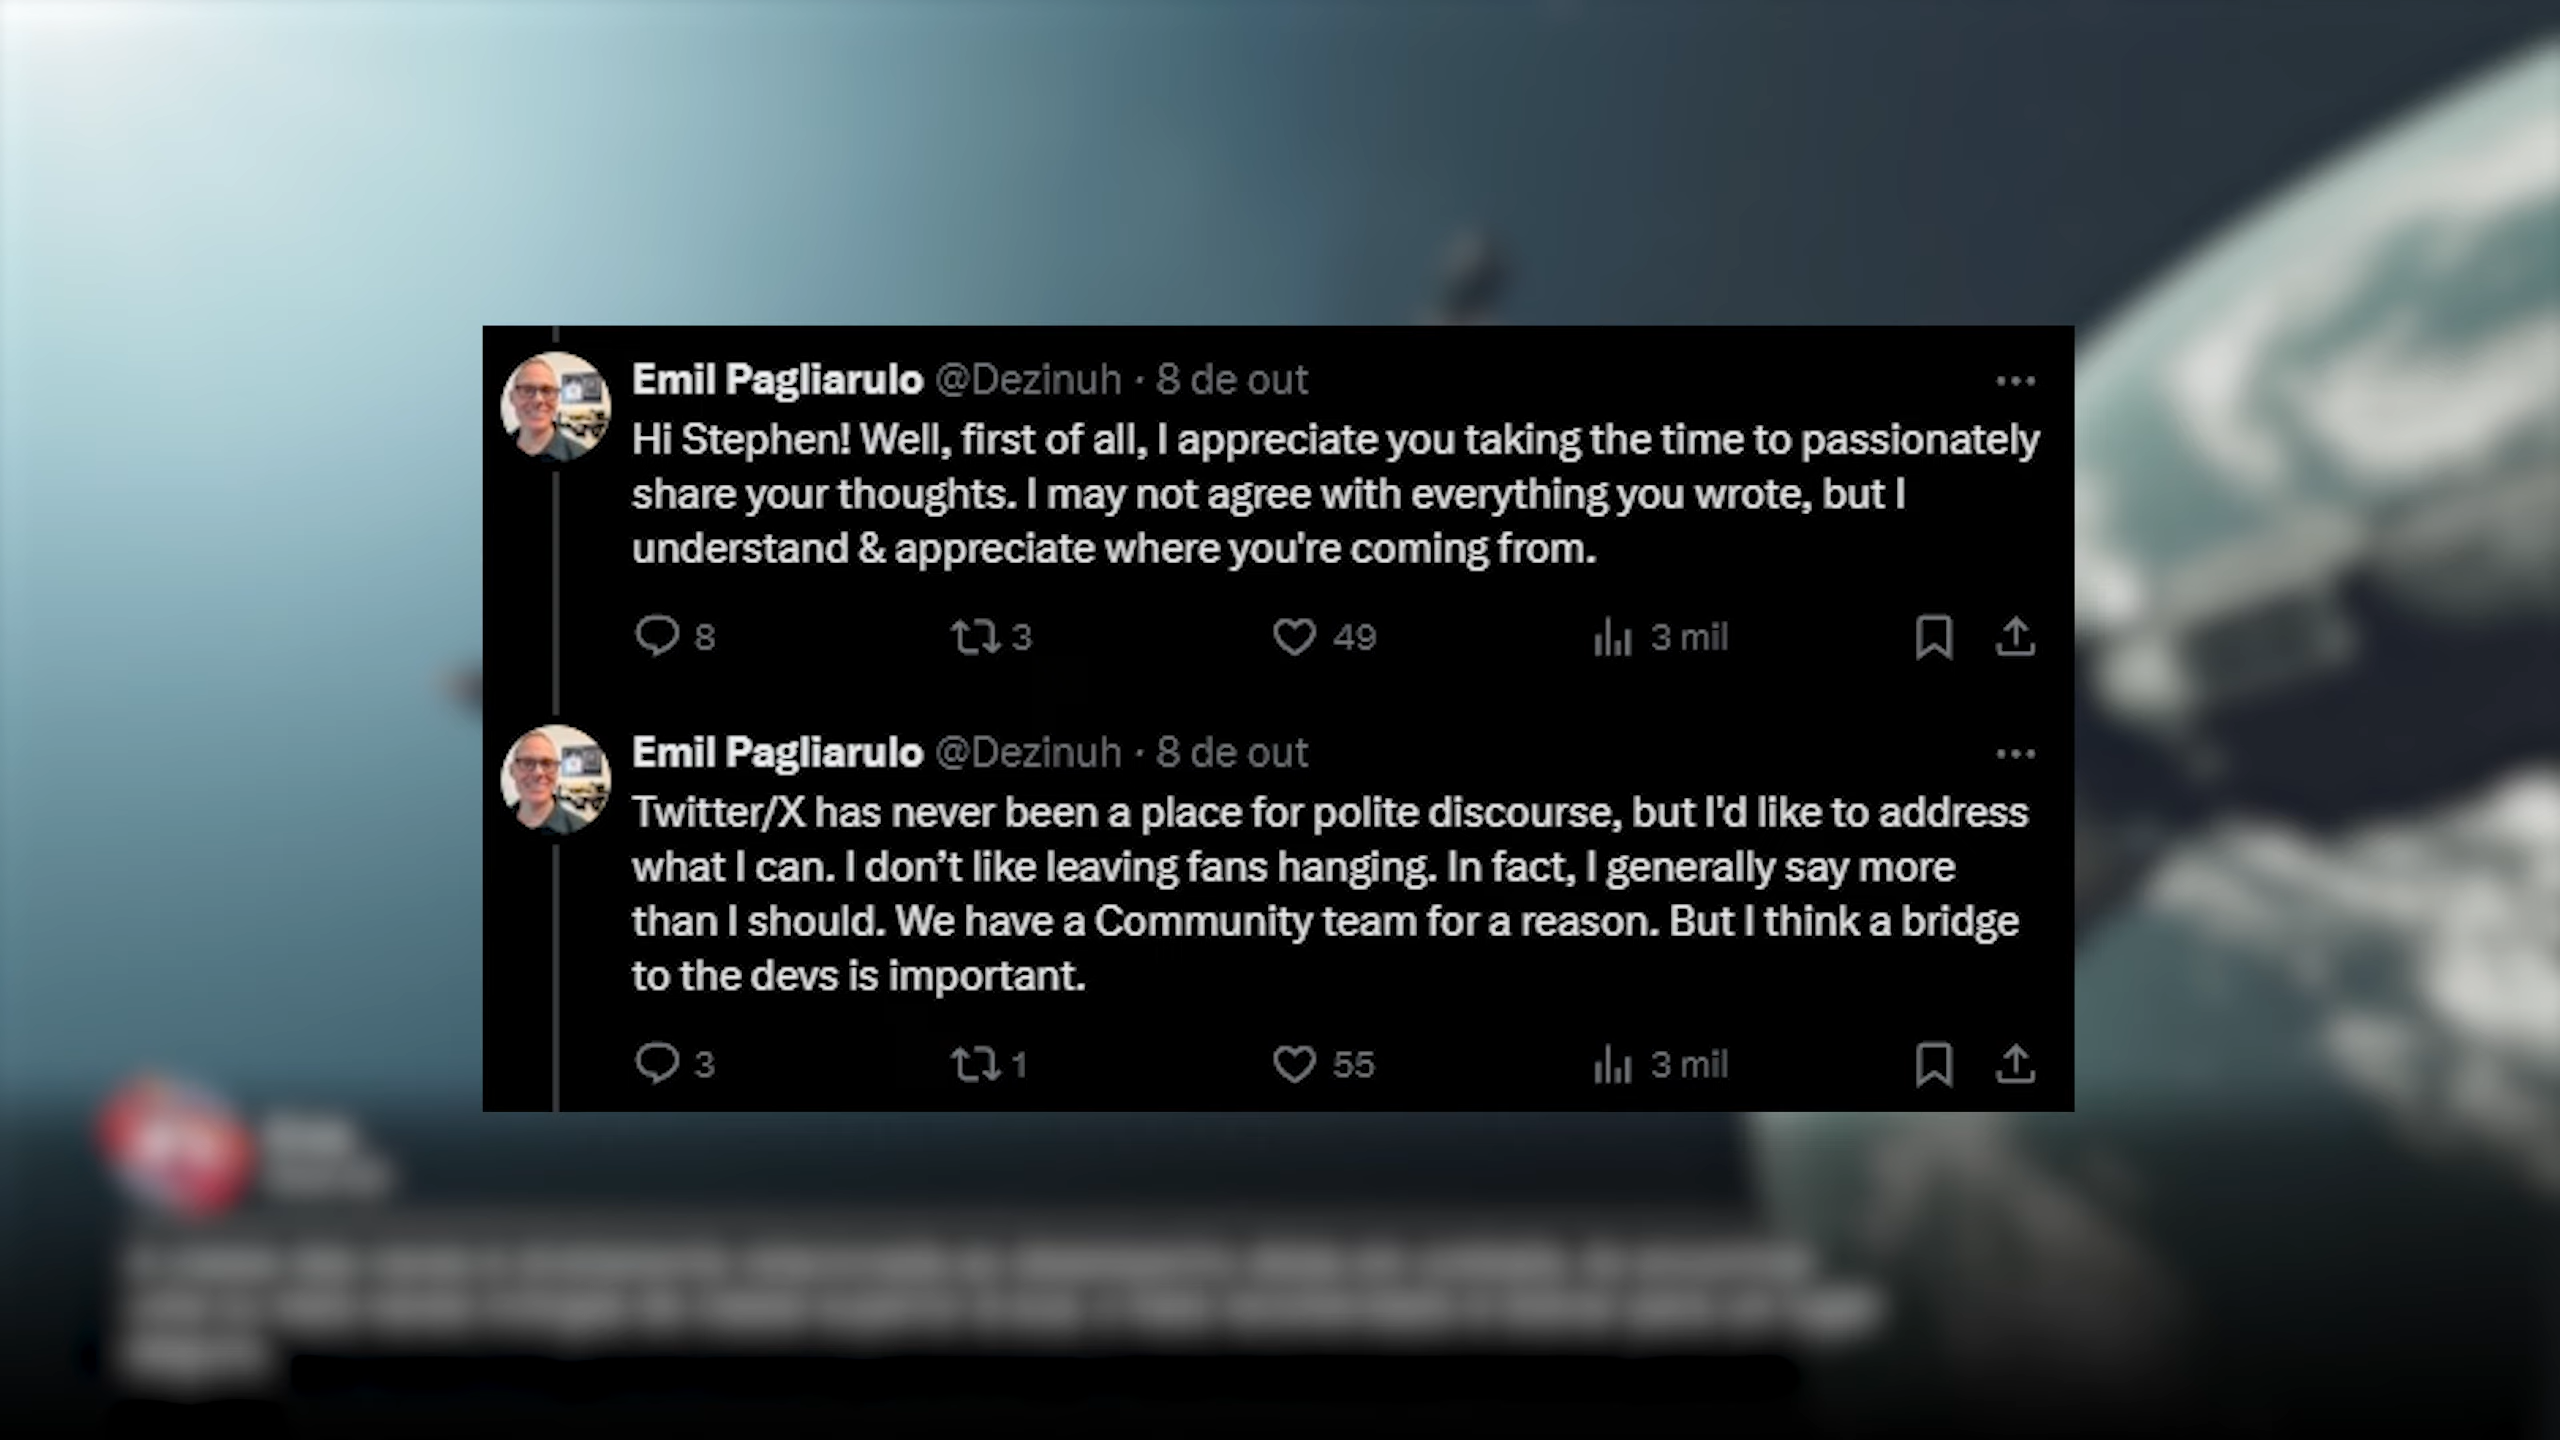 Emil Pagliarulo @Dezinuh · 8 de out
Hi Stephen! Well, first of all, I appreciate you taking the time to passionately
share your thoughts. I may not agree with everything you wrote, but I
understand & appreciate where you're coming from.
8 3 49 3 mil
Emil Pagliarulo @Dezinuh · 8 de out
Twitter/X has never been a place for polite discourse, but I'd like to address
what I can. I don’t like leaving fans hanging. In fact, I generally say more
than I should. We have a Community team for a reason. But I think a bridge
to the devs is important.
3 1 55 3 mil